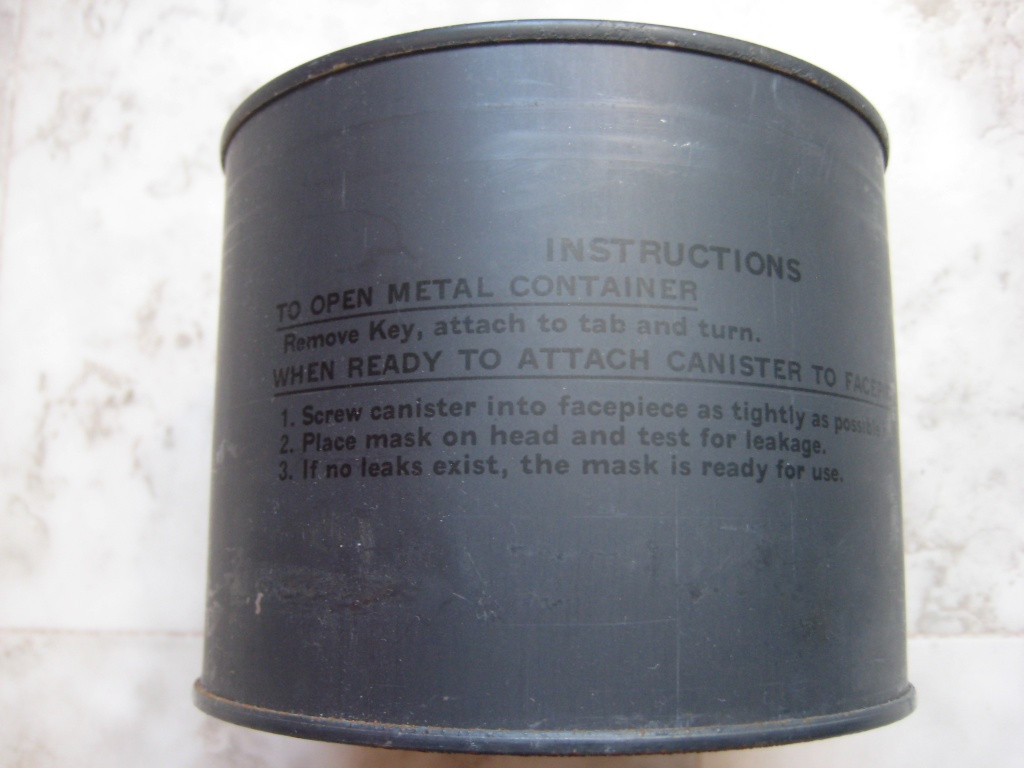 INSTRUCTIONS
TO OPEN METAL CONTAINER
Remove Key, attach to tab and turn.
WHEN READY TO ATTACH CANISTER TO
1. Screw canister into facepiece as tightly as possible.
2. Place mask on head and test for leakage.
3. If no leaks exist, the mask is ready for use.